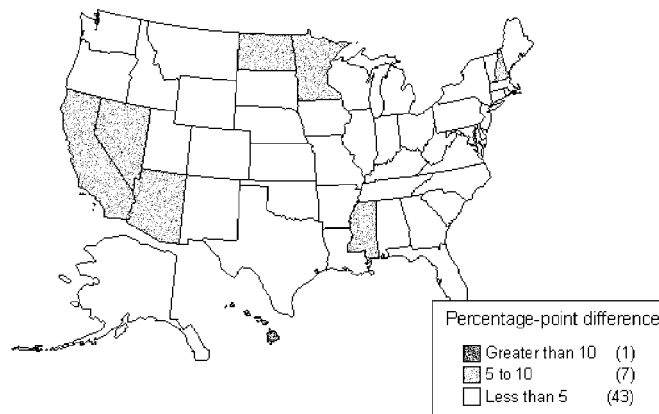 Percentage-point difference
Greater than 10 (1)
5 to 10 (7)
Less than 5 (43)